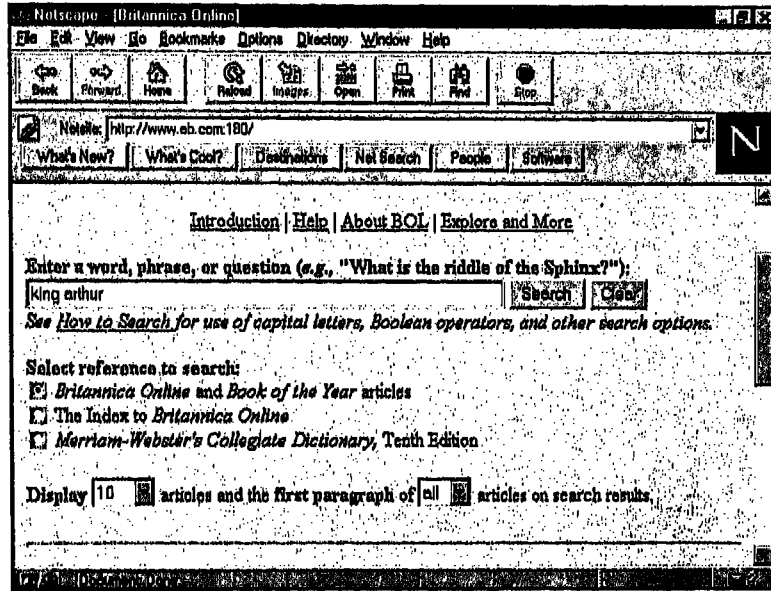 Netscape - [Britannica Online]
File Edit View Go Bookmarks Options Directory Window Help
Back Forward Home Reload Images Open Print Find Stop
Netsite: http://www.eb.com:180/
What's New? What's Cool? Destinations Net Search People Software
N
Introduction | Help | About BOL | Explore and More
Enter a word, phrase, or question (e.g., "What is the riddle of the Sphinx?"):
king arthur Search Clear
See How to Search for use of capital letters, Boolean operators, and other search options.
Select reference to search:
Britannica Online and Book of the Year articles
The Index to Britannica Online
Merriam-Webster's Collegiate Dictionary, Tenth Edition
Display 10 articles and the first paragraph of all articles on search results.
Document: Done